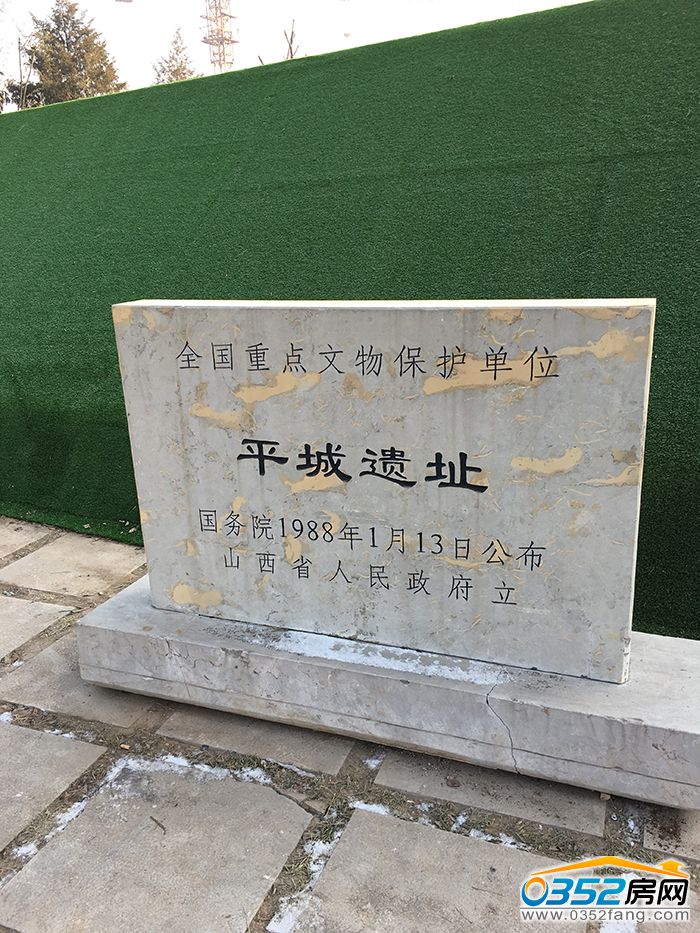 全国重点文物保护单位
平城遗址
国务院1988年1月13日公布
山西省人民政府立
0352房网
www.0352fang.com